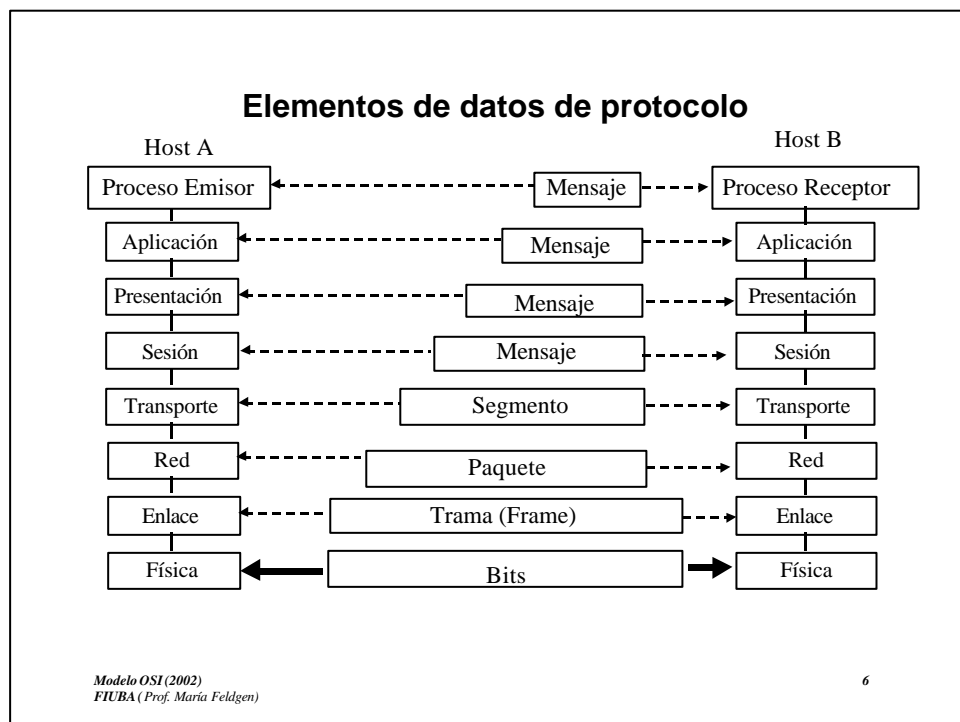 Elementos de datos de protocolo
Host A
Host B
Proceso Emisor
Mensaje
Proceso Receptor
Aplicación
Mensaje
Aplicación
Presentación
Mensaje
Presentación
Sesión
Mensaje
Sesión
Transporte
Segmento
Transporte
Red
Paquete
Red
Enlace
Trama (Frame)
Enlace
Física
Bits
Física
Modelo OSI (2002)
6
FIUBA ( Prof. María Feldgen)